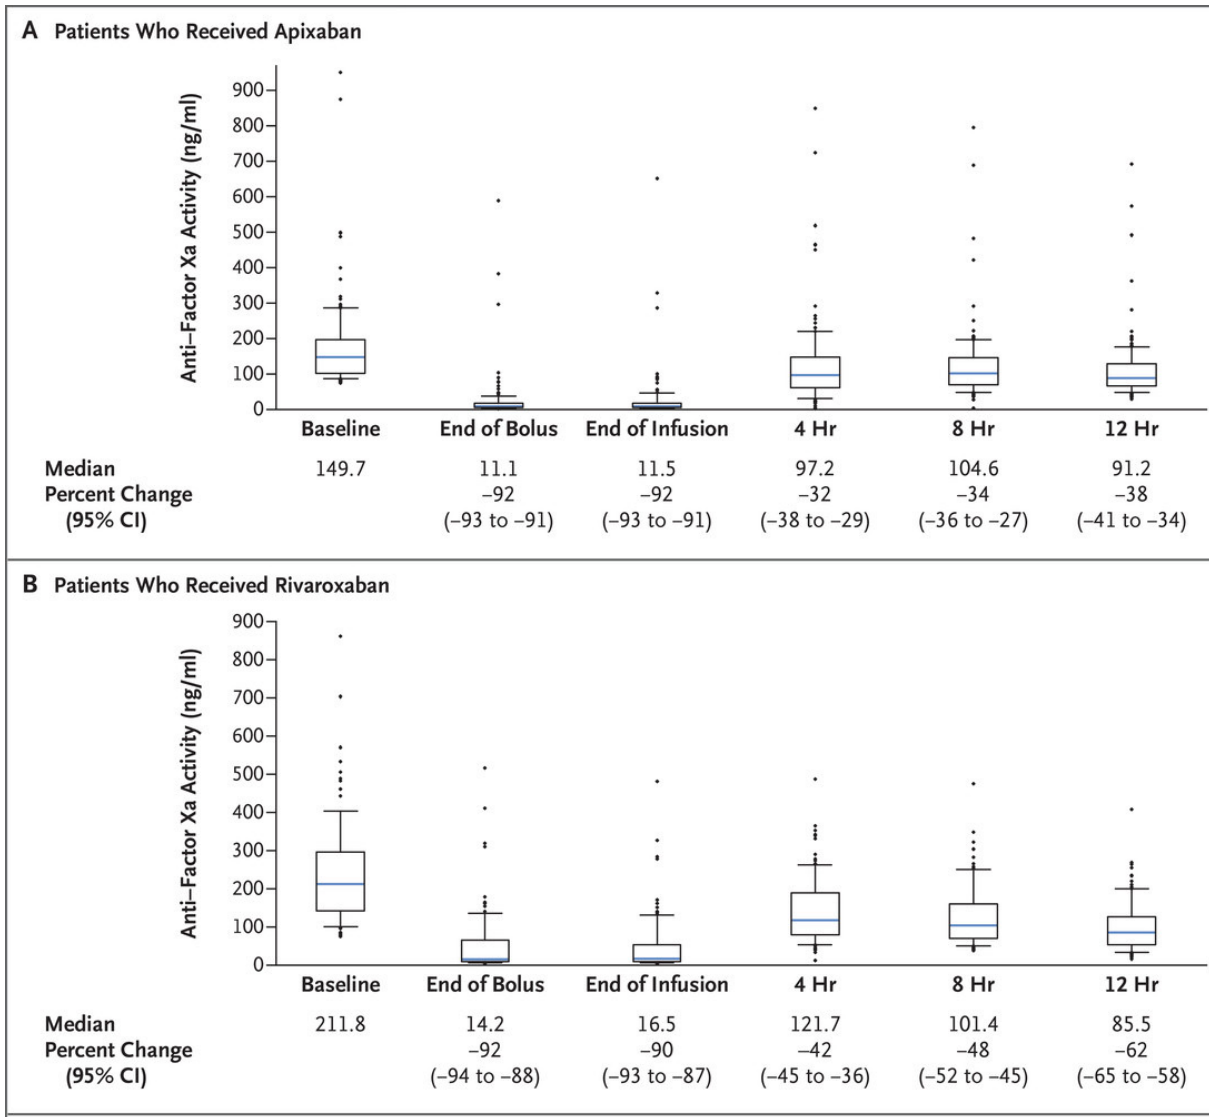 A Patients Who Received Apixaban
Anti–Factor Xa Activity (ng/ml)
900
800
700
600
500
400
300
200
100
0
Baseline End of Bolus End of Infusion 4 Hr 8 Hr 12 Hr
Median 149.7 11.1 11.5 97.2 104.6 91.2
Percent Change –92 –92 –32 –34 –38
(95% CI) (–93 to –91) (–93 to –91) (–38 to –29) (–36 to –27) (–41 to –34)
B Patients Who Received Rivaroxaban
Anti–Factor Xa Activity (ng/ml)
900
800
700
600
500
400
300
200
100
0
Baseline End of Bolus End of Infusion 4 Hr 8 Hr 12 Hr
Median 211.8 14.2 16.5 121.7 101.4 85.5
Percent Change –92 –90 –42 –48 –62
(95% CI) (–94 to –88) (–93 to –87) (–45 to –36) (–52 to –45) (–65 to –58)